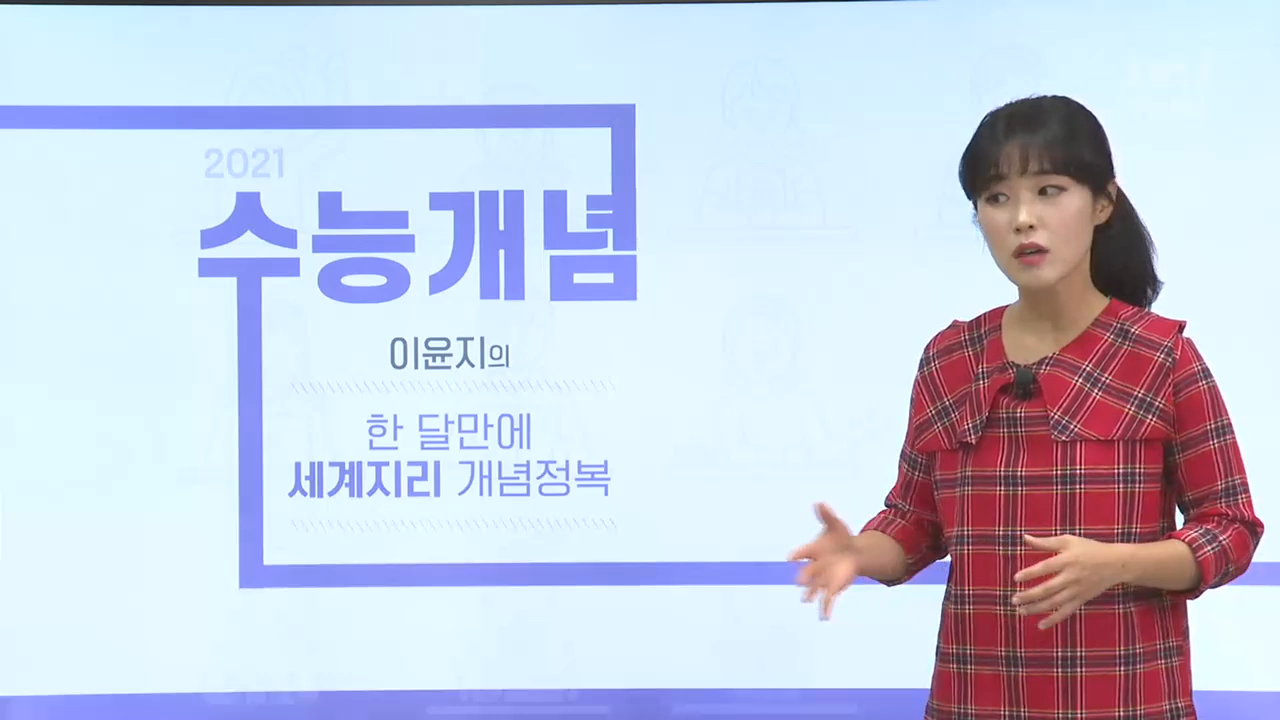 2021
수능개념
이윤지의
한 달만에
세계지리 개념정복